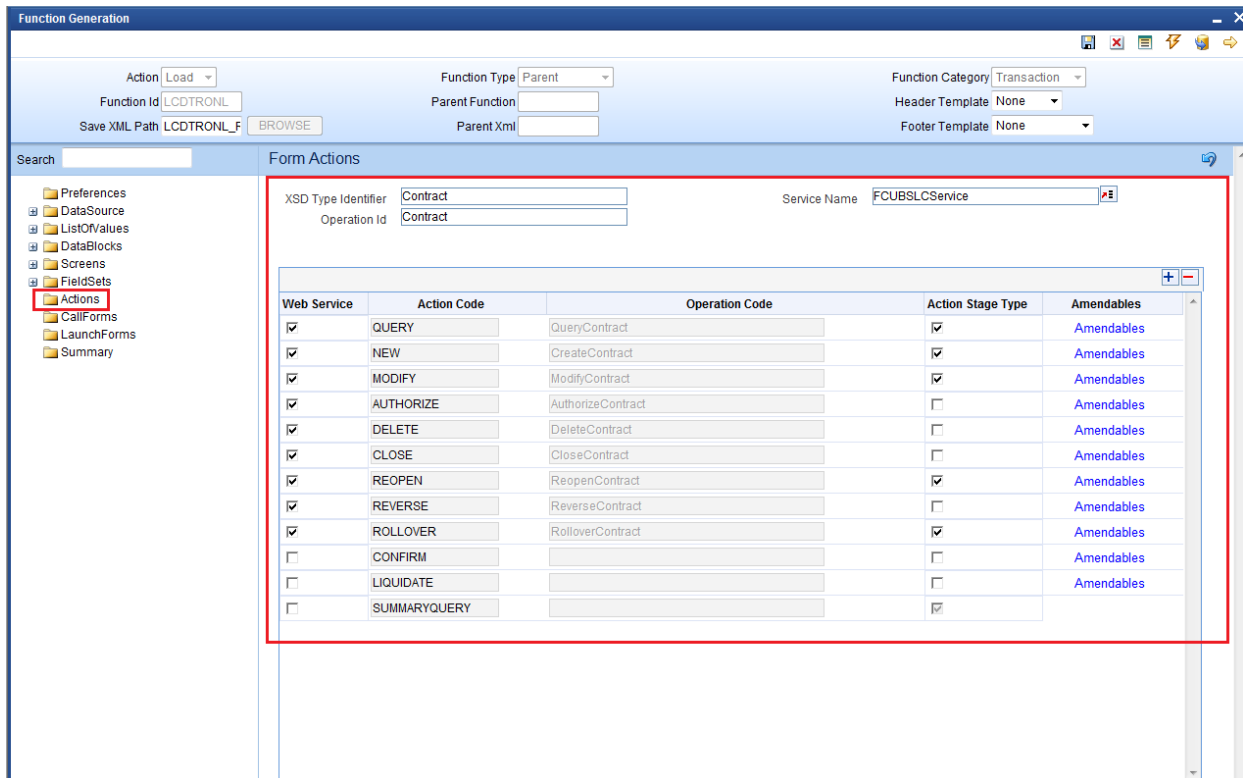 Function Generation
Action Load Function Type Parent Function Category Transaction
Function Id LCDTRONL Parent Function Header Template None
Save XML Path LCDTRONL_F BROWSE Parent Xml Footer Template None
Search Form Actions
Preferences
DataSource
ListOfValues
DataBlocks
Screens
FieldSets
Actions
CallForms
LaunchForms
Summary
XSD Type Identifier Contract Service Name FCUBSLCService
Operation Id Contract
Web Service Action Code Operation Code Action Stage Type Amendables
QUERY QueryContract Amendables
NEW CreateContract Amendables
MODIFY ModifyContract Amendables
AUTHORIZE AuthorizeContract Amendables
DELETE DeleteContract Amendables
CLOSE CloseContract Amendables
REOPEN ReopenContract Amendables
REVERSE ReverseContract Amendables
ROLLOVER RolloverContract Amendables
CONFIRM Amendables
LIQUIDATE Amendables
SUMMARYQUERY